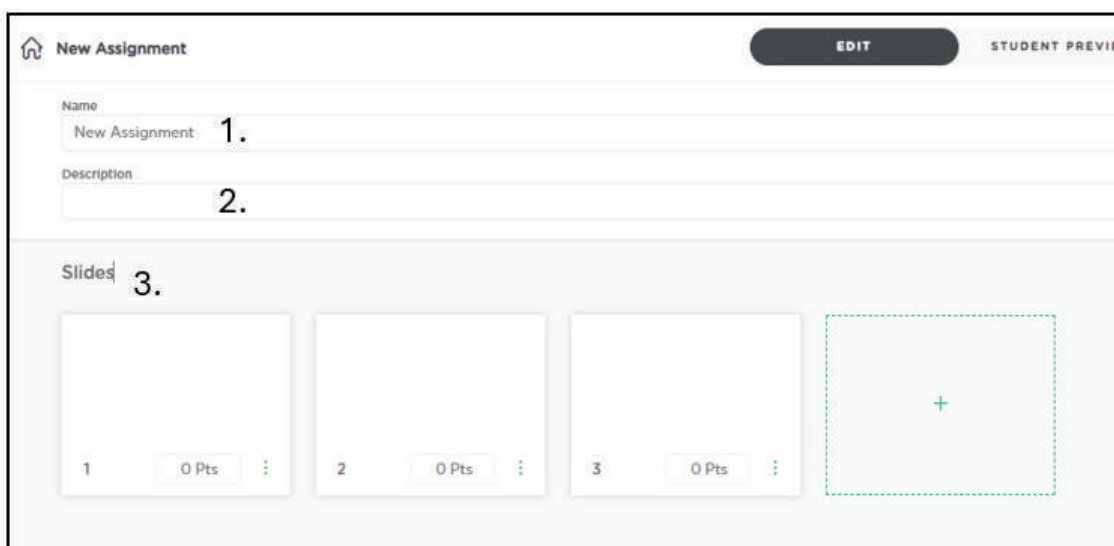 New Assignment EDIT STUDENT PREVIE
Name
New Assignment 1.
Description
2.
Slides 3.
1 0 Pts 2 0 Pts 3 0 Pts